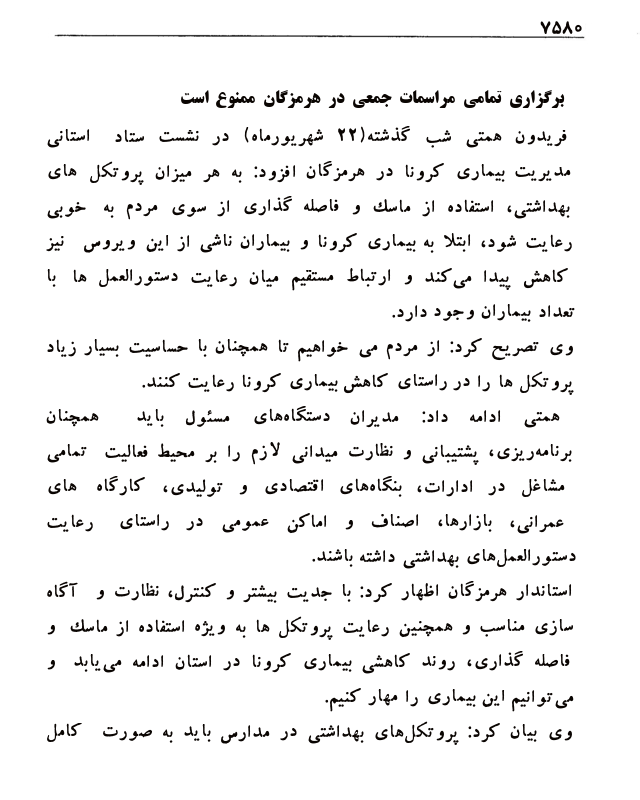 ۷۵۸۰
برگزاری تمامی مراسمات جمعی در هرمزگان ممنوع است
فریدون همتی شب گذشته(۲۲ شهریورماه) در نشست ستاد استانی
مدیریت بیماری کرونا در هرمزگان افزود: به هر میزان پروتکل های
بهداشتی، استفاده از ماسک و فاصله گذاری از سوی مردم به خوبی
رعایت شود، ابتلا به بیماری کرونا و بیماران ناشی از این ویروس نیز
کاهش پیدا می‌کند و ارتباط مستقیم میان رعایت دستورالعمل ها با
تعداد بیماران وجود دارد.
وی تصریح کرد: از مردم می خواهیم تا همچنان با حساسیت بسیار زیاد
پروتکل ها را در راستای کاهش بیماری کرونا رعایت کنند.
همتی ادامه داد: مدیران دستگاه‌های مسئول باید همچنان
برنامه‌ریزی، پشتیبانی و نظارت میدانی لازم را بر محیط فعالیت تمامی
مشاغل در ادارات، بنگاه‌های اقتصادی و تولیدی، کارگاه های
عمرانی، بازارها، اصناف و اماکن عمومی در راستای رعایت
دستورالعمل‌های بهداشتی داشته باشند.
استاندار هرمزگان اظهار کرد: با جدیت بیشتر و کنترل، نظارت و آگاه
سازی مناسب و همچنین رعایت پروتکل ها به ویژه استفاده از ماسک و
فاصله گذاری، روند کاهشی بیماری کرونا در استان ادامه می‌یابد و
می‌توانیم این بیماری را مهار کنیم.
وی بیان کرد: پروتکل‌های بهداشتی در مدارس باید به صورت کامل